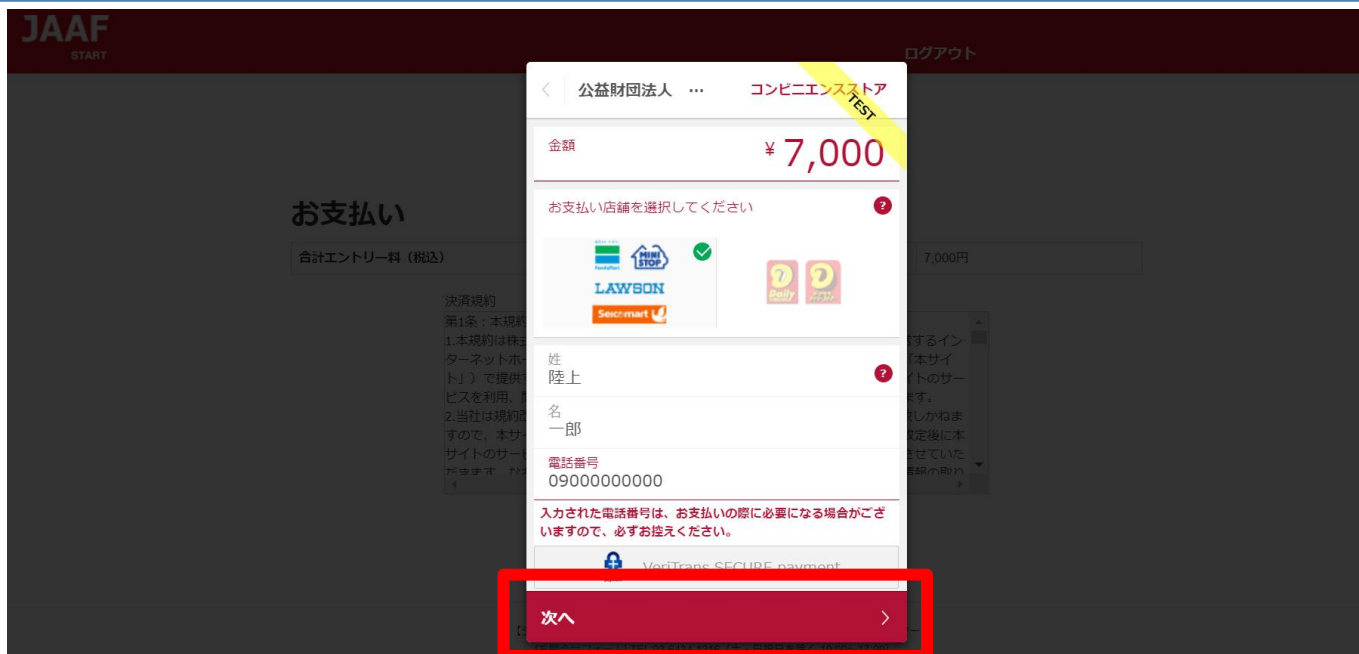 JAAF
START
ログアウト
公益財団法人 …
コンビニエンスストア
TEST
金額
¥ 7,000
お支払い
お支払い店舗を選択してください
?
合計エントリー料（税込）
7,000円
FamilyMart
MINI STOP
LAWSON
Seicomart
Daily
決済規約
第1条：本規約
1.本規約は株式
するイン
ターネットホー
「本サイ
ト」）で提供
イトのサー
ビスを利用、
ます。
2.当社は規約
しかねま
すので、本サ
改定後に本
サイトのサー
させていた
姓
陸上
?
名
一郎
電話番号
09000000000
入力された電話番号は、お支払いの際に必要になる場合がござ
いますので、必ずお控えください。
VeriTrans SECURE payment
次へ